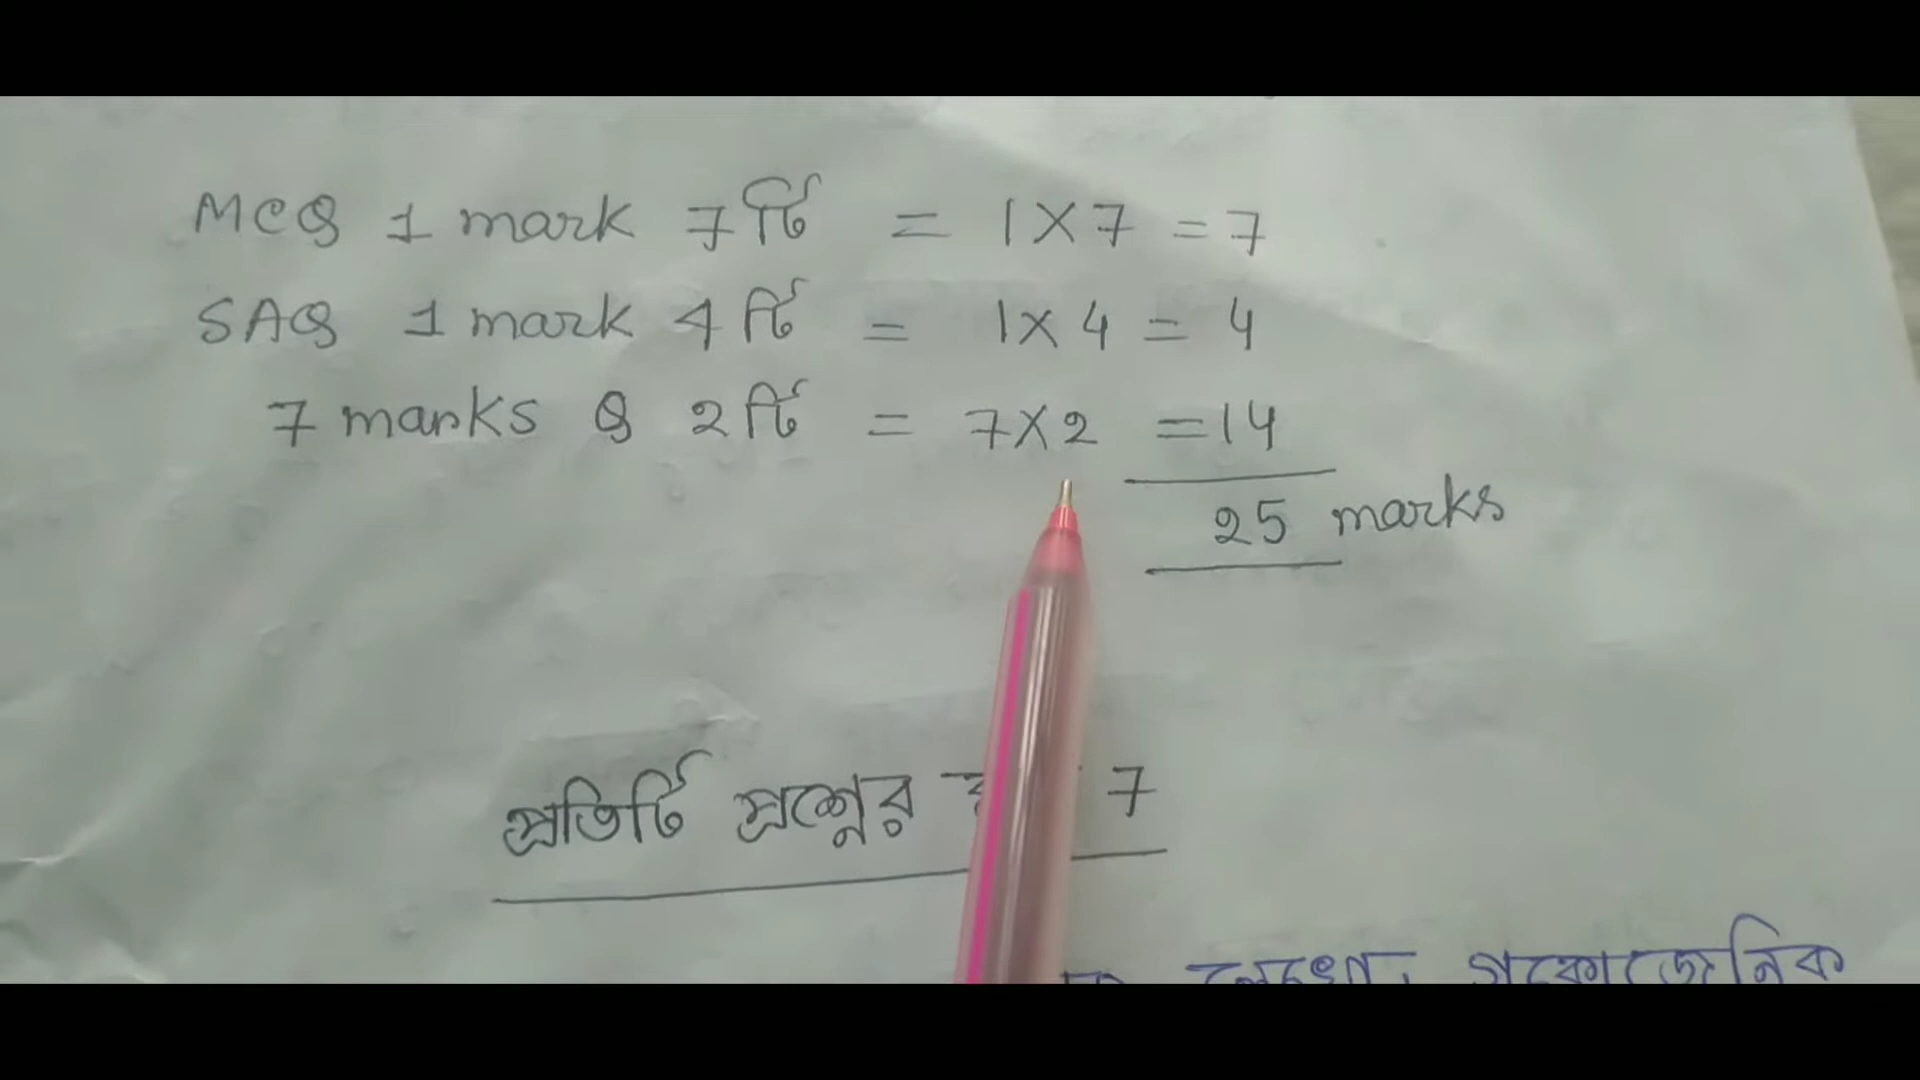 MCQ 1 mark 7টি = 1X7 = 7
SAQ 1 mark 4টি = 1X4 = 4
7 marks Q 2টি = 7X2 = 14
25 marks
প্রতিটি প্রশ্নের 7